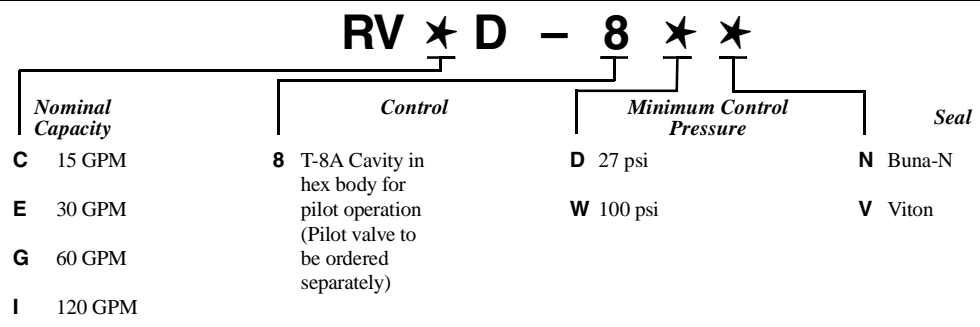 RV ✶ D – 8 ✶ ✶
Nominal
Capacity
C 15 GPM
E 30 GPM
G 60 GPM
I 120 GPM
Control
8 T-8A Cavity in
hex body for
pilot operation
(Pilot valve to
be ordered
separately)
Minimum Control
Pressure
D 27 psi
W 100 psi
Seal
N Buna-N
V Viton